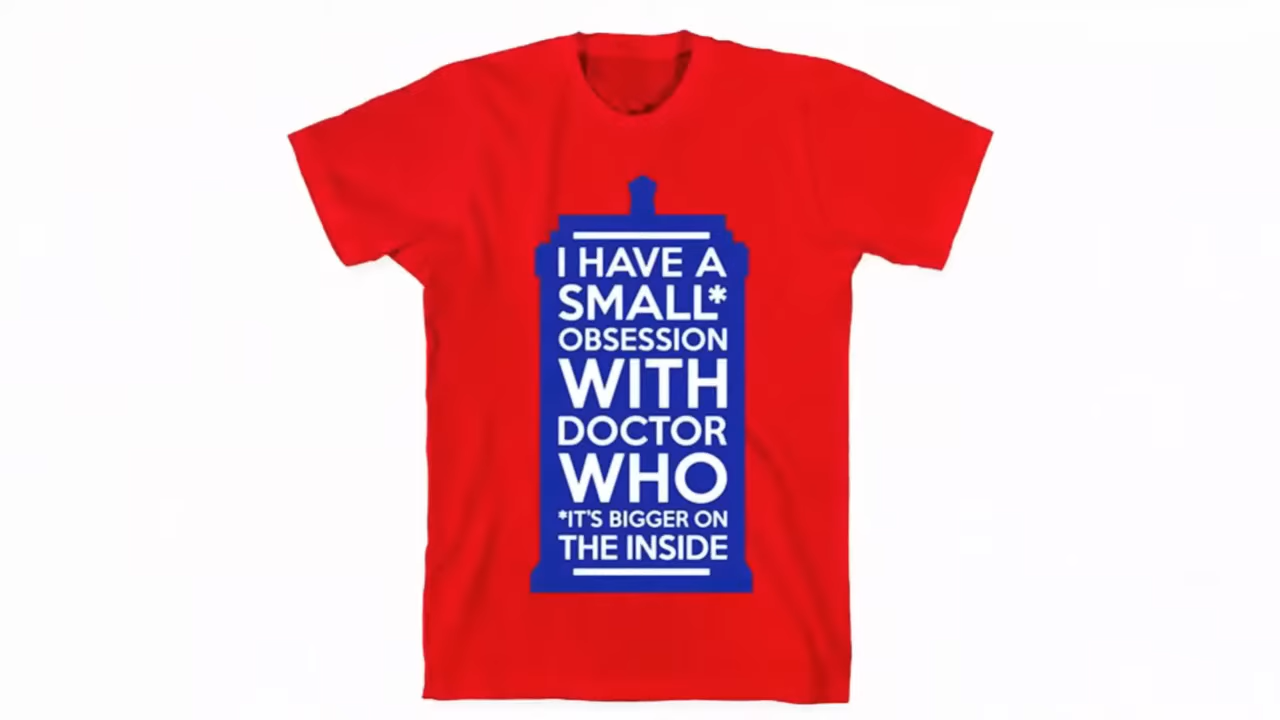 I HAVE A
SMALL*
OBSESSION
WITH
DOCTOR
WHO
*IT'S BIGGER ON
THE INSIDE